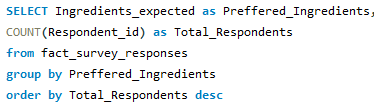 SELECT Ingredients_expected as Preffered_Ingredients,
COUNT(Respondent_id) as Total_Respondents
from fact_survey_responses
group by Preffered_Ingredients
order by Total_Respondents desc